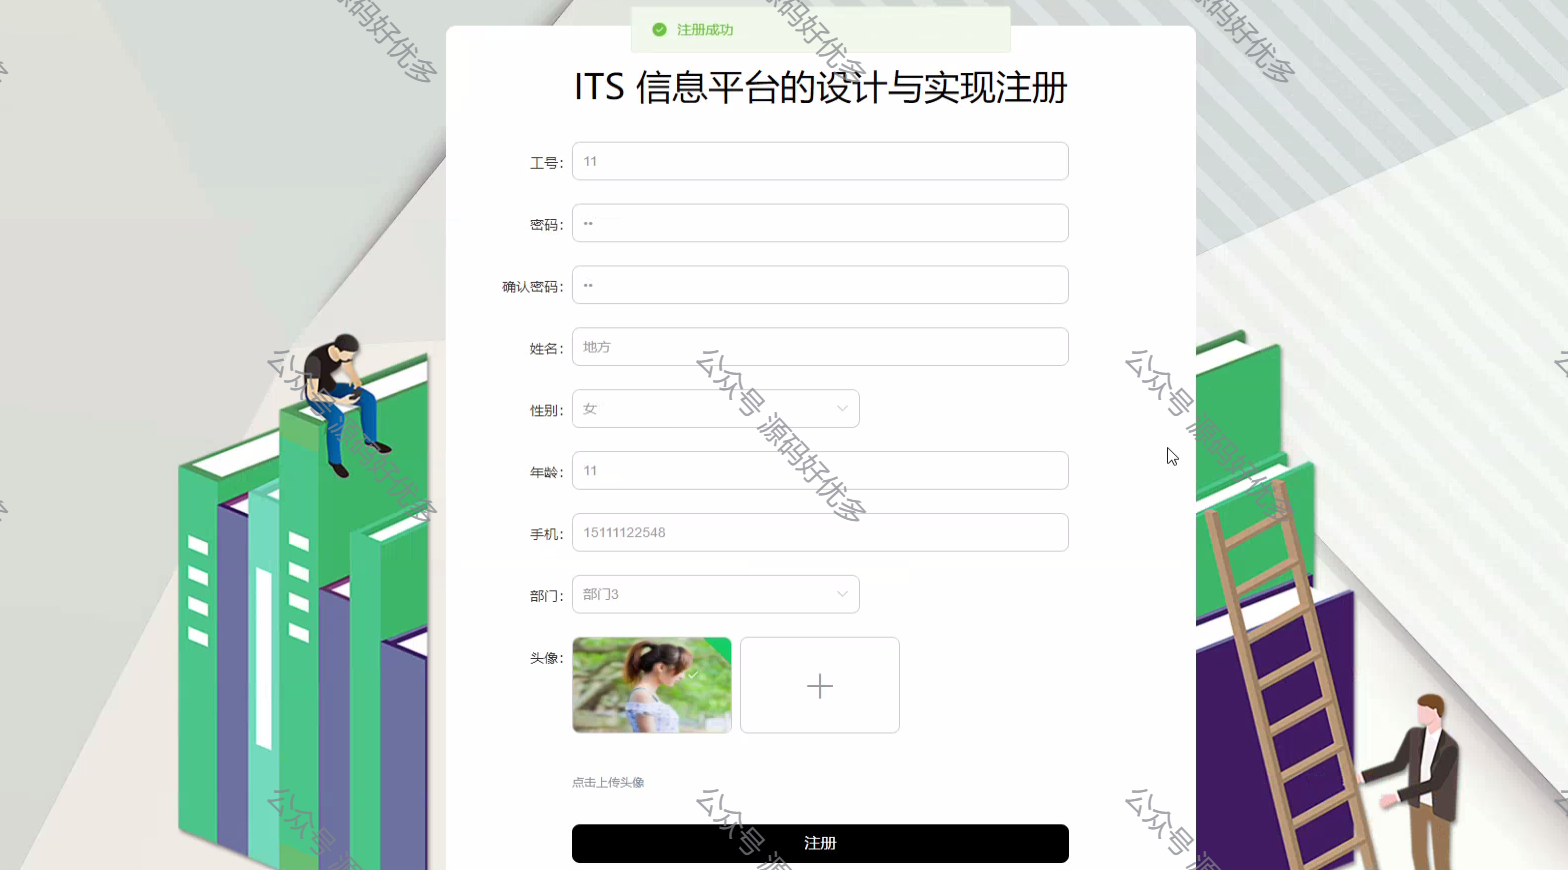 注册成功
ITS 信息平台的设计与实现注册
工号： 11
密码： ••
确认密码： ••
姓名： 地方
性别： 女
年龄： 11
手机： 15111122548
部门： 部门3
头像：
点击上传头像
注册
源码好优多
源码好优多
源码好优多
公众号 源码好优多
公众号 源码好优多
公众号 源码好优多
公众号 源
公众号 源
公众号 源